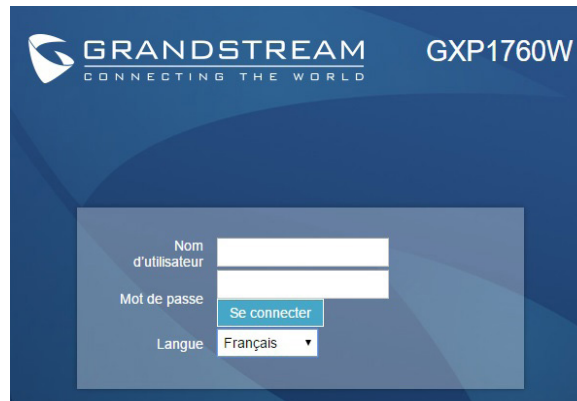 GRANDSTREAM
CONNECTING THE WORLD
GXP1760W
Nom
d'utilisateur
Mot de passe
Se connecter
Langue
Français